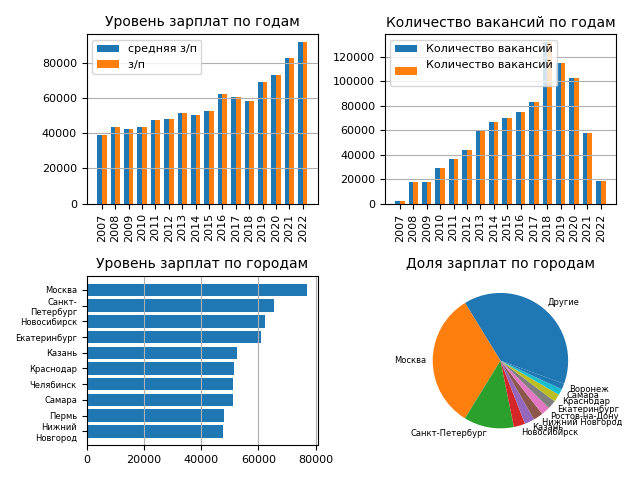 Уровень зарплат по годам
средняя з/п
з/п
80000
60000
40000
20000
0
2007 2008 2009 2010 2011 2012 2013 2014 2015 2016 2017 2018 2019 2020 2021 2022
Количество вакансий по годам
Количество вакансий
Количество вакансий
120000
100000
80000
60000
40000
20000
0
2007 2008 2009 2010 2011 2012 2013 2014 2015 2016 2017 2018 2019 2020 2021 2022
Уровень зарплат по городам
Москва
Санкт-
Петербург
Новосибирск
Екатеринбург
Казань
Краснодар
Челябинск
Самара
Пермь
Нижний
Новгород
0 20000 40000 60000 80000
Доля зарплат по городам
Другие
Москва
Санкт-Петербург
Воронеж
Самара
Краснодар
Екатеринбург
Ростов-на-Дону
Нижний Новгород
Казань
Новосибирск